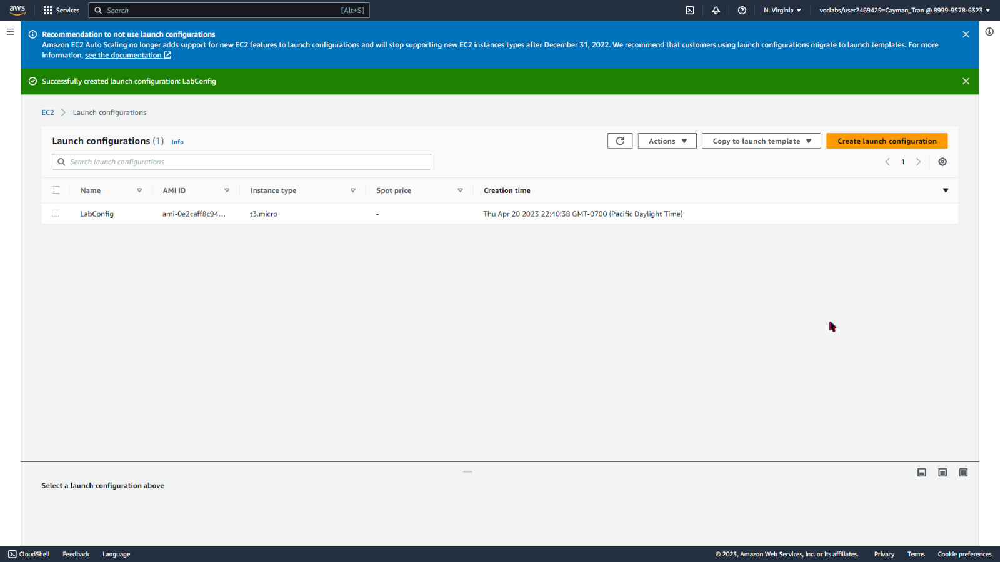 aws
Services
Search
[Alt+S]
N. Virginia
voclabs/user2469429=Cayman_Tran @ 8999-9578-6323
Recommendation to not use launch configurations
Amazon EC2 Auto Scaling no longer adds support for new EC2 features to launch configurations and will stop supporting new EC2 instances types after December 31, 2022. We recommend that customers using launch configurations migrate to launch templates. For more
information, see the documentation
Successfully created launch configuration: LabConfig
EC2
Launch configurations
Launch configurations (1)
Info
Actions
Copy to launch template
Create launch configuration
Search launch configurations
1
Name
AMI ID
Instance type
Spot price
Creation time
LabConfig
ami-0e2caff8c94...
t3.micro
-
Thu Apr 20 2023 22:40:38 GMT-0700 (Pacific Daylight Time)
Select a launch configuration above
CloudShell
Feedback
Language
© 2023, Amazon Web Services, Inc. or its affiliates.
Privacy
Terms
Cookie preferences